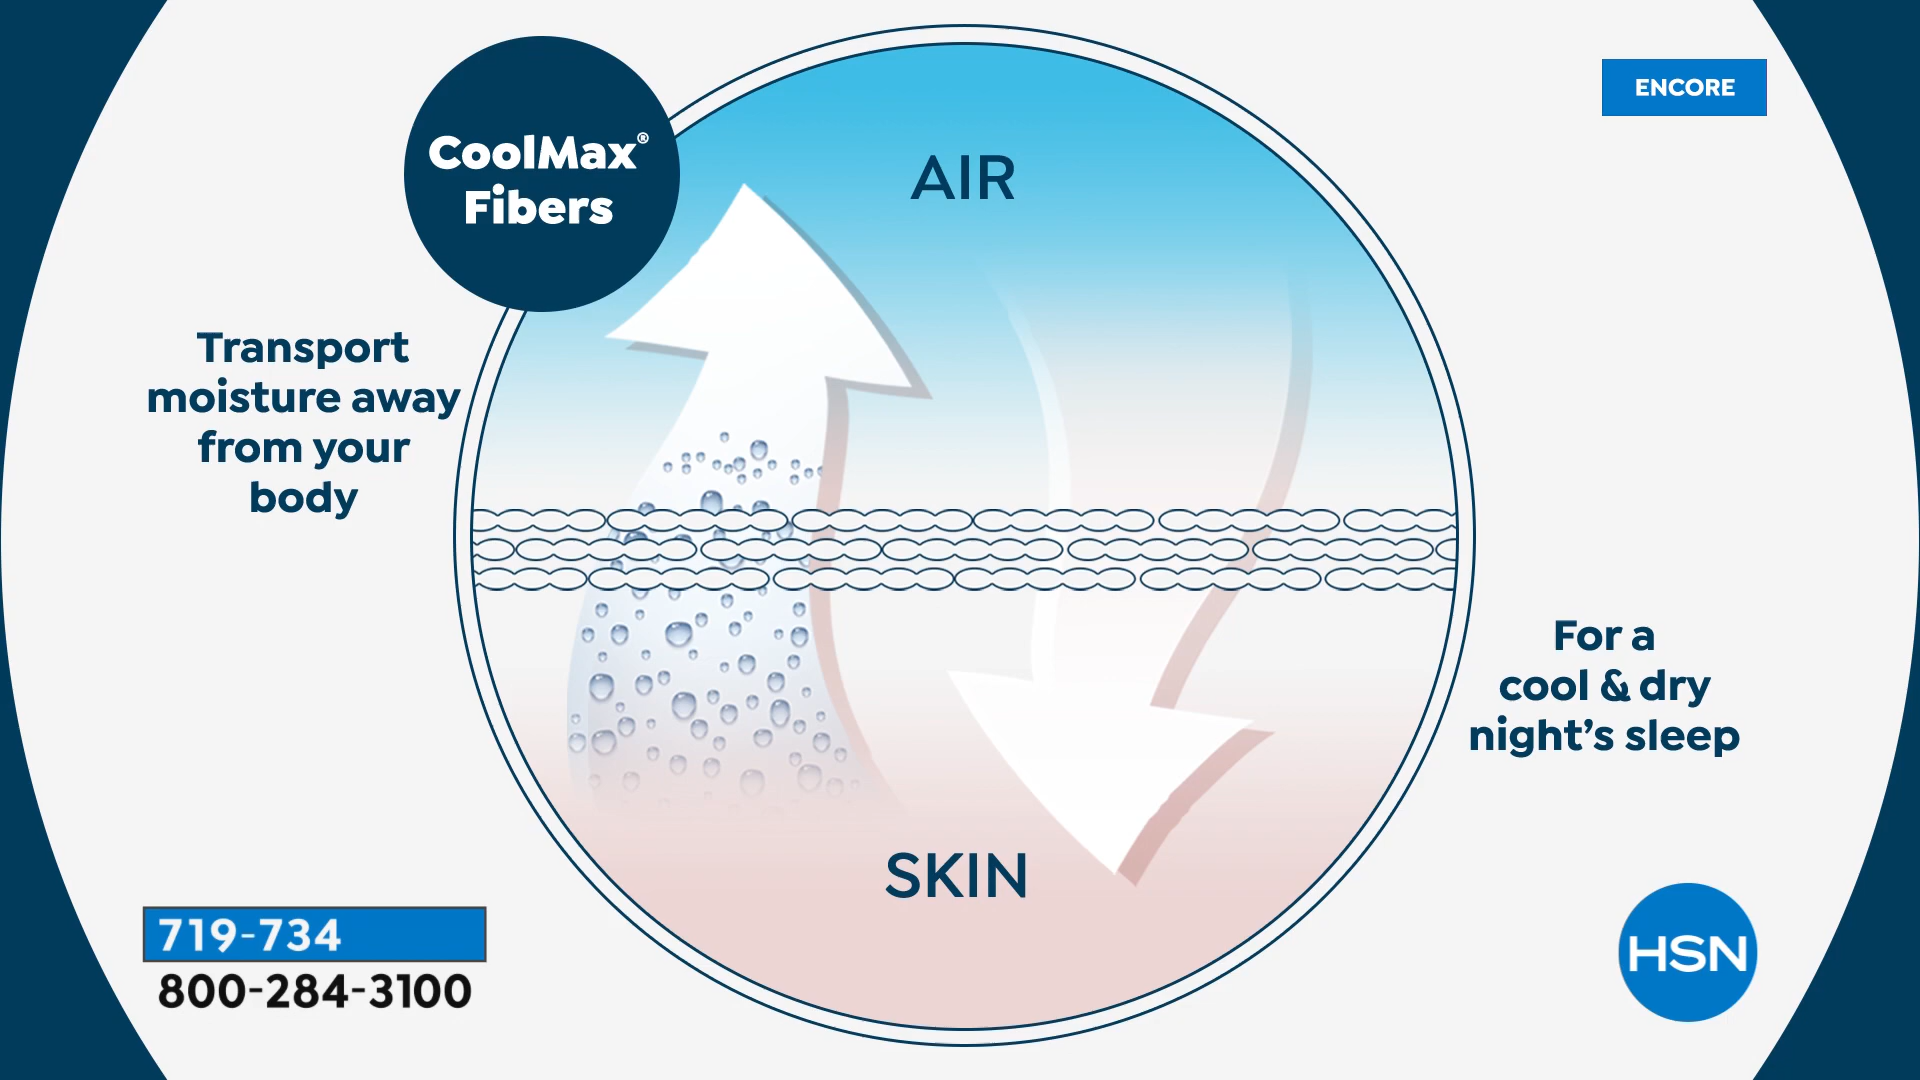 CoolMax®
Fibers
ENCORE
AIR
Transport
moisture away
from your
body
For a
cool & dry
night’s sleep
SKIN
719-734
800-284-3100
HSN